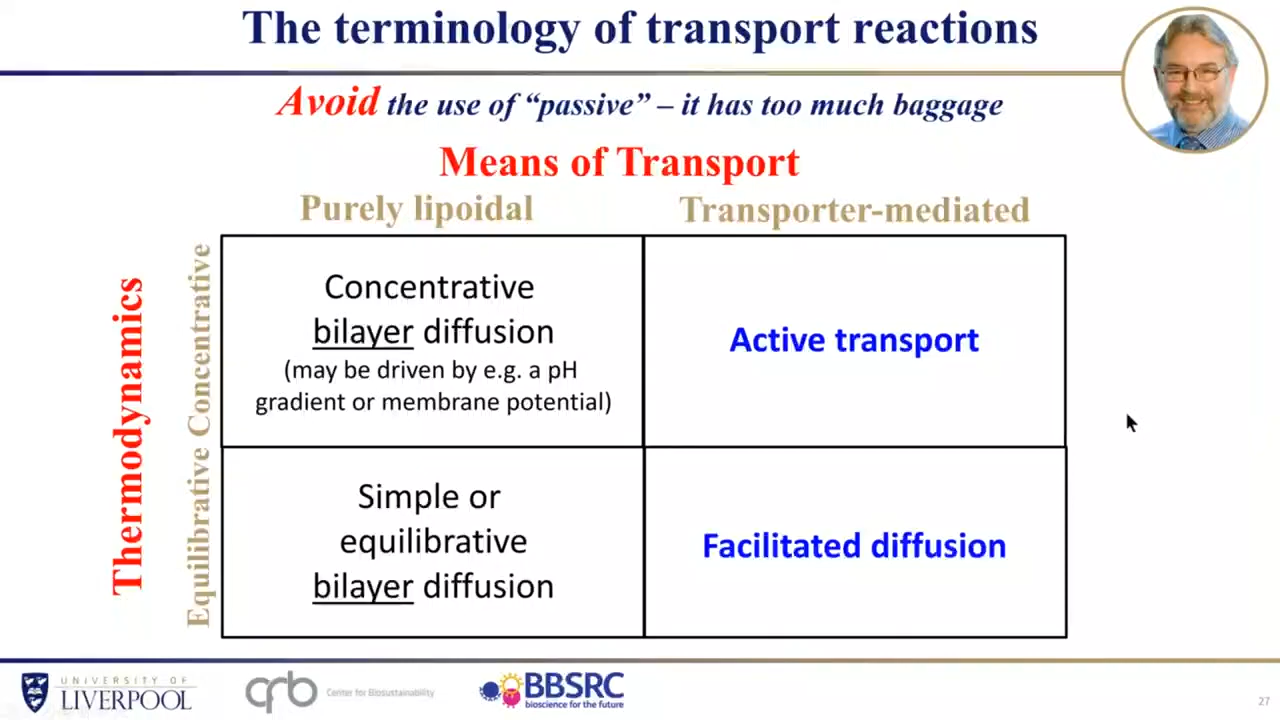 The terminology of transport reactions
Avoid the use of “passive” – it has too much baggage
Means of Transport
Purely lipoidal
Transporter-mediated
Thermodynamics
Equilibrative Concentrative
Concentrative
bilayer diffusion
(may be driven by e.g. a pH
gradient or membrane potential)
Active transport
Simple or
equilibrative
bilayer diffusion
Facilitated diffusion
UNIVERSITY OF
LIVERPOOL
Center for Biosustainability
BBSRC
bioscience for the future
27